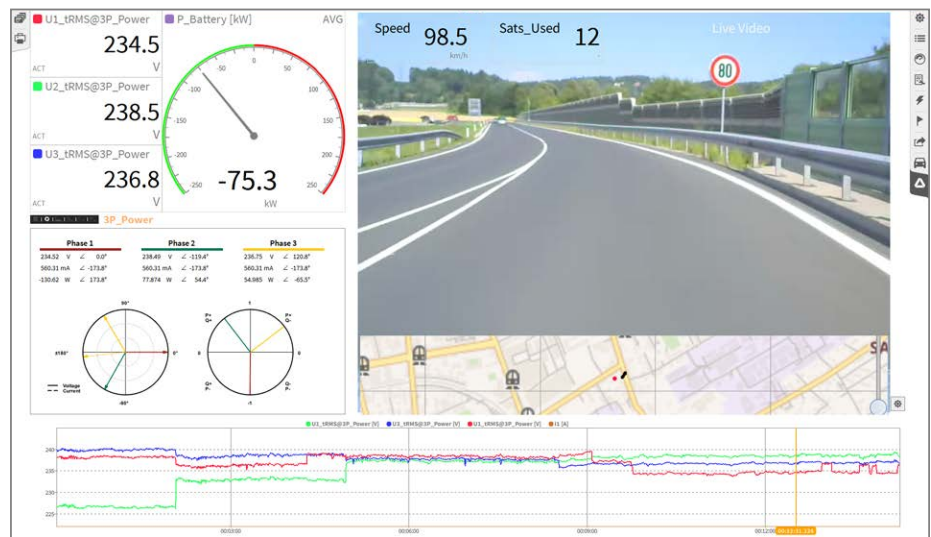 U1_tRMS@3P_Power
234.5
ACT
V
U2_tRMS@3P_Power
238.5
ACT
V
U3_tRMS@3P_Power
236.8
ACT
V
P_Battery [kW]
AVG
-250
-200
-150
-100
-50
0
50
100
150
200
250
-75.3
kW
Speed
98.5
km/h
Sats_Used
12
Live Video
80
3P_Power
Phase 1
234.52 V ∠ 0.0°
560.31 mA ∠ -173.8°
-130.62 W ∠ 173.8°
Phase 2
238.49 V ∠ -119.4°
560.31 mA ∠ -173.8°
77.874 W ∠ 54.4°
Phase 3
236.75 V ∠ 120.8°
560.31 mA ∠ -173.8°
54.985 W ∠ -65.5°
90°
±180°
0°
-90°
Voltage
Current
1
0
0
-1
SA
U2_tRMS@3P_Power [V]
U3_tRMS@3P_Power [V]
U1_tRMS@3P_Power [V]
I1 [A]
240
235
230
225
00:03:00
00:06:00
00:09:00
00:12:00